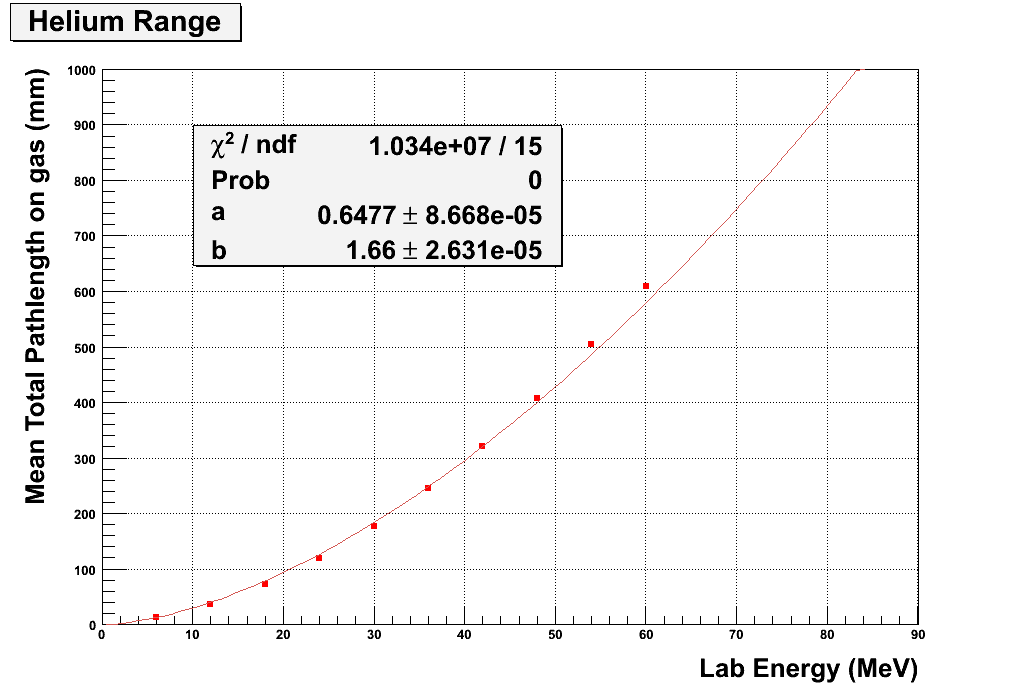 Helium Range
Mean Total Pathlength on gas (mm)
1000
900
800
700
600
500
400
300
200
100
0
χ² / ndf 1.034e+07 / 15
Prob 0
a 0.6477 ± 8.668e-05
b 1.66 ± 2.631e-05
0 10 20 30 40 50 60 70 80 90
Lab Energy (MeV)